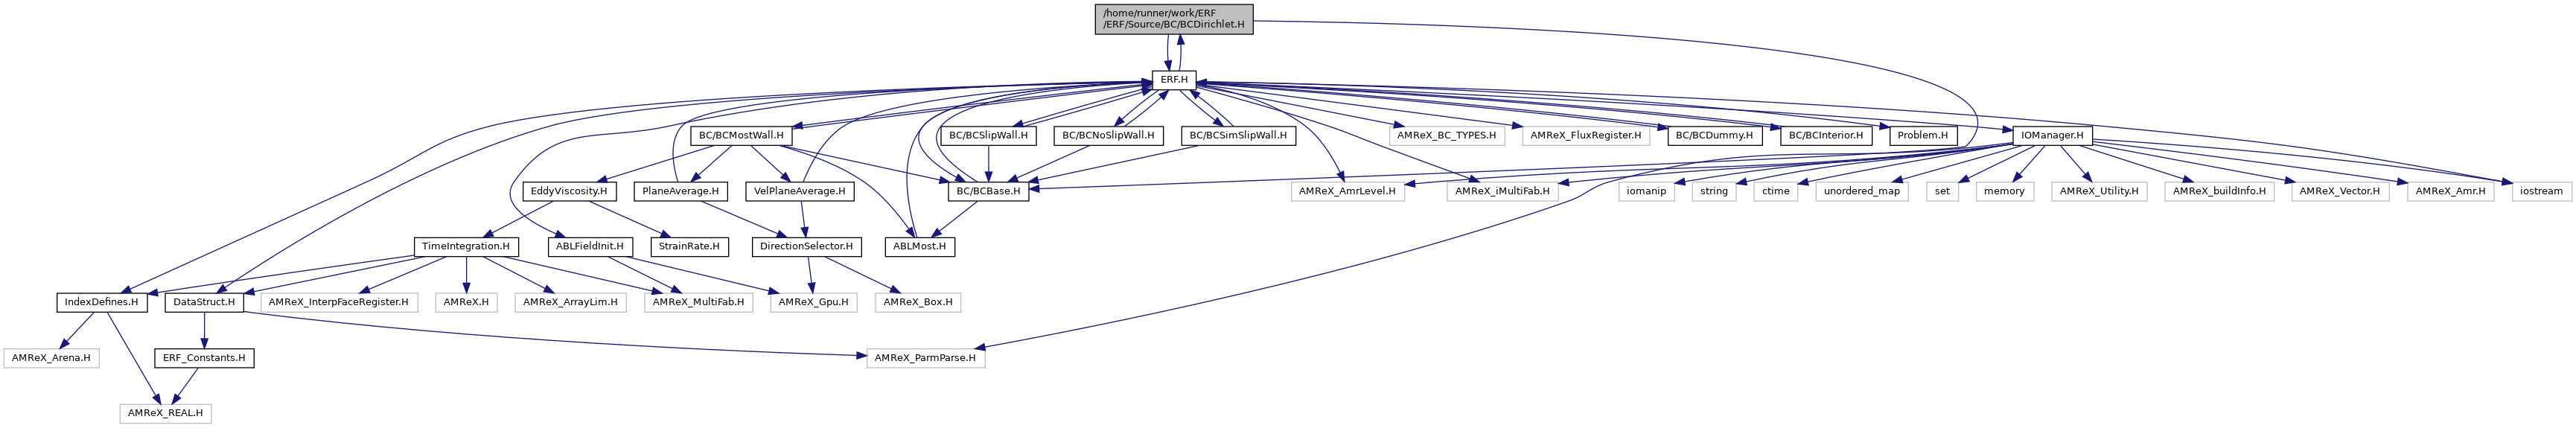 /home/runner/work/ERF
/ERF/Source/BC/BCDirichlet.H
ERF.H
BC/BCMostWall.H
BC/BCSlipWall.H
BC/BCNoSlipWall.H
BC/BCSimSlipWall.H
AMReX_BC_TYPES.H
AMReX_FluxRegister.H
BC/BCDummy.H
BC/BCInterior.H
Problem.H
IOManager.H
EddyViscosity.H
PlaneAverage.H
VelPlaneAverage.H
BC/BCBase.H
AMReX_AmrLevel.H
AMReX_iMultiFab.H
iomanip
string
ctime
unordered_map
set
memory
AMReX_Utility.H
AMReX_buildInfo.H
AMReX_Vector.H
AMReX_Amr.H
iostream
TimeIntegration.H
ABLFieldInit.H
StrainRate.H
DirectionSelector.H
ABLMost.H
IndexDefines.H
DataStruct.H
AMReX_InterpFaceRegister.H
AMReX.H
AMReX_ArrayLim.H
AMReX_MultiFab.H
AMReX_Gpu.H
AMReX_Box.H
AMReX_Arena.H
ERF_Constants.H
AMReX_ParmParse.H
AMReX_REAL.H